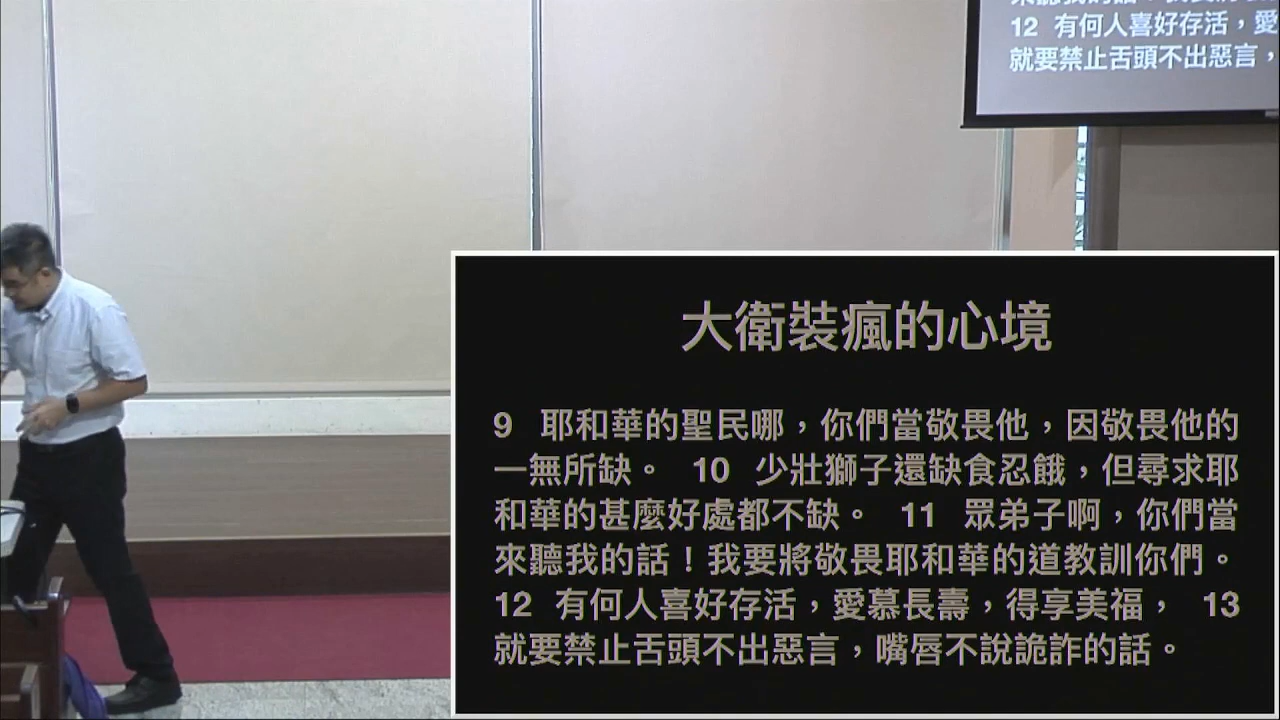 12 有何人喜好存活，愛
就要禁止舌頭不出惡言，
大衛裝瘋的心境
9 耶和華的聖民哪，你們當敬畏他，因敬畏他的
一無所缺。 10 少壯獅子還缺食忍餓，但尋求耶
和華的甚麼好處都不缺。 11 眾弟子啊，你們當
來聽我的話！我要將敬畏耶和華的道教訓你們。
12 有何人喜好存活，愛慕長壽，得享美福， 13
就要禁止舌頭不出惡言，嘴唇不說詭詐的話。